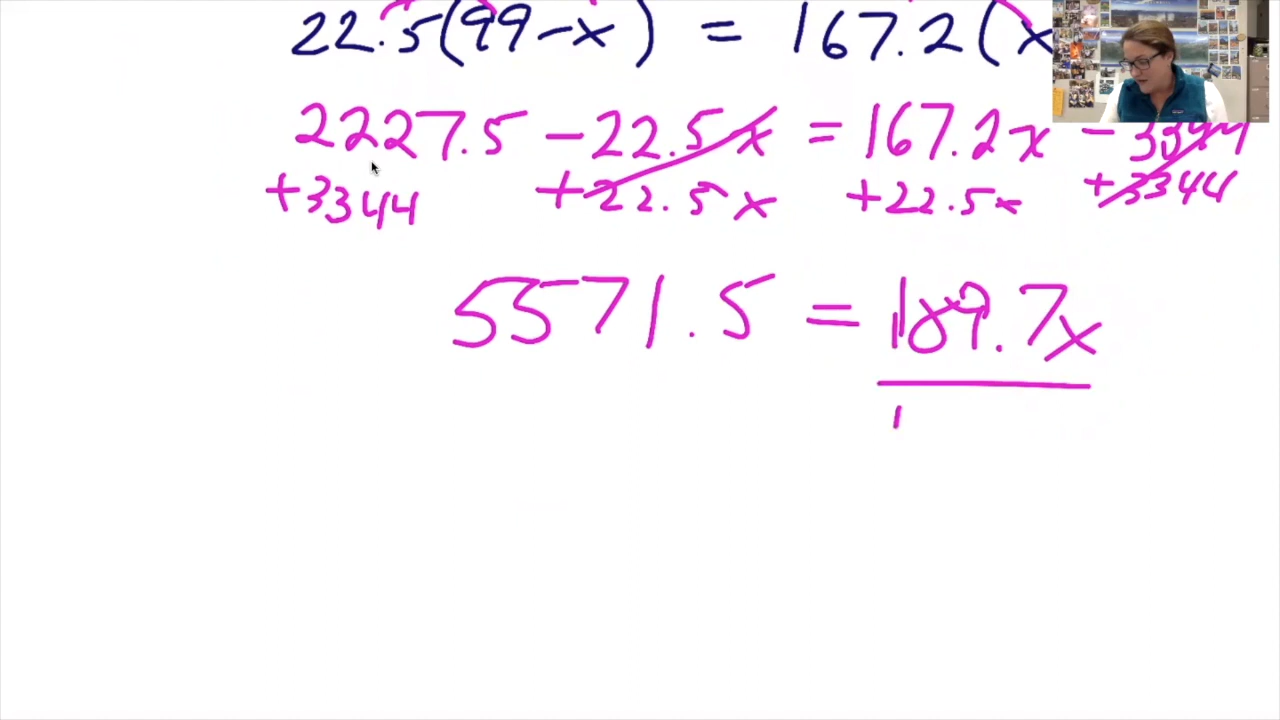 22.5(99-x) = 167.2(x
2227.5 - 22.5x = 167.2x - 3344
+3344 +22.5x +22.5x +3344
5571.5 = 189.7x
1